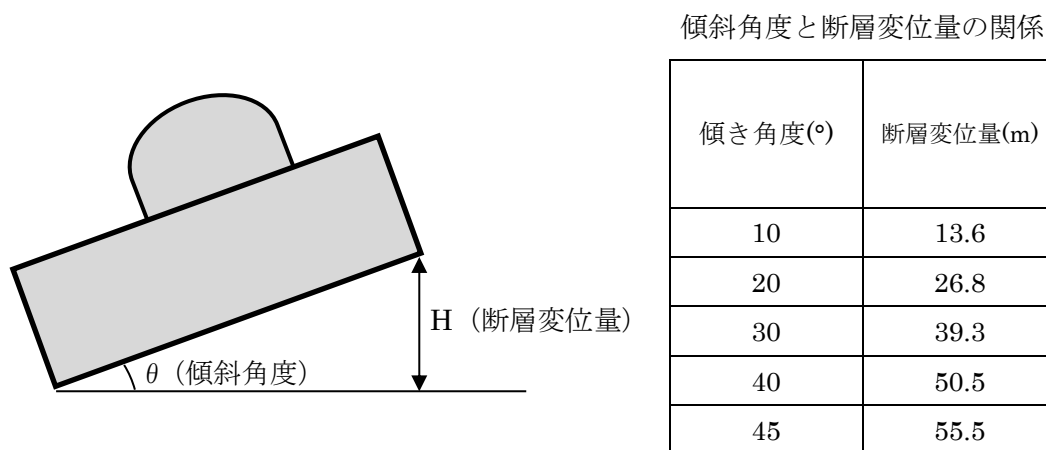 傾斜角度と断層変位量の関係
傾き角度(°) 断層変位量(m)
10 13.6
20 26.8
30 39.3
40 50.5
45 55.5
H(断層変位量)
θ(傾斜角度)